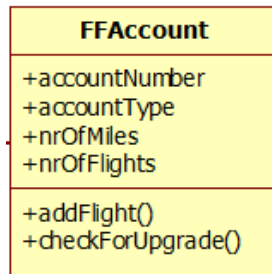 FFAccount
+accountNumber
+accountType
+nrOfMiles
+nrOfFlights
+addFlight()
+checkForUpgrade()